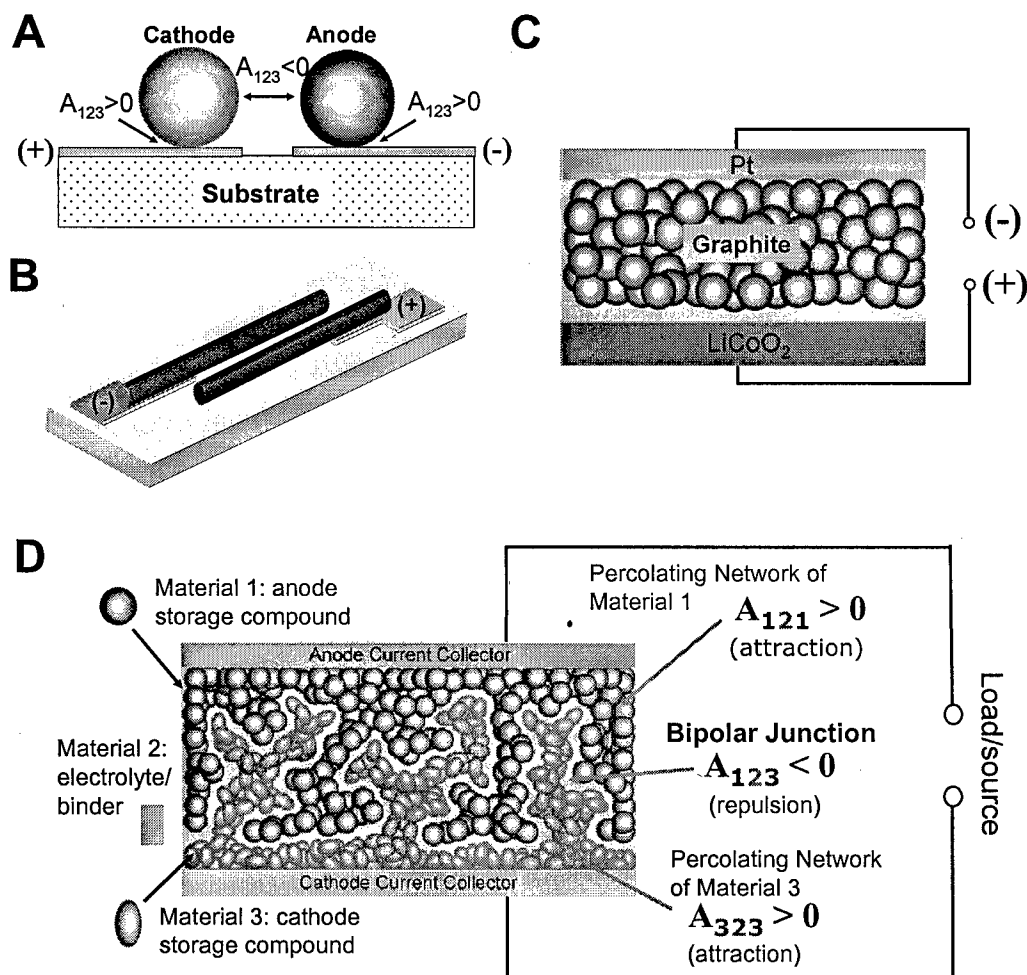 A
Cathode
Anode
A₁₂₃<0
A₁₂₃>0
A₁₂₃>0
(+)
(-)
Substrate
B
(+)
(-)
C
Pt
Graphite
LiCoO₂
(-)
(+)
D
Material 1: anode
storage compound
Percolating Network of
Material 1
A₁₂₁ > 0
(attraction)
Anode Current Collector
Material 2:
electrolyte/
binder
Bipolar Junction
A₁₂₃ < 0
(repulsion)
Load/source
Percolating Network
of Material 3
A₃₂₃ > 0
(attraction)
Cathode Current Collector
Material 3: cathode
storage compound